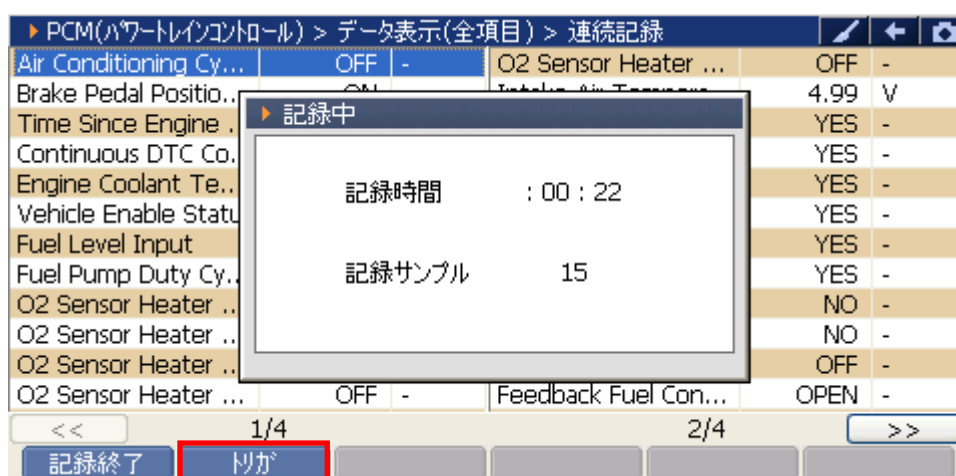 PCM(ﾊﾟﾜｰﾄﾚｲﾝｺﾝﾄﾛｰﾙ) > データ表示(全項目) > 連続記録
Air Conditioning Cy... OFF - O2 Sensor Heater ... OFF -
Brake Pedal Positio... ON 4.99 V
Time Since Engine . YES -
Continuous DTC Co. YES -
Engine Coolant Te.. YES -
Vehicle Enable Statu YES -
Fuel Level Input YES -
Fuel Pump Duty Cy.. YES -
O2 Sensor Heater .. NO -
O2 Sensor Heater .. NO -
O2 Sensor Heater .. OFF -
O2 Sensor Heater ... OFF - Feedback Fuel Con... OPEN -
記録中
記録時間 : 00 : 22
記録サンプル 15
<< 1/4 2/4 >>
記録終了 ﾄﾘｶﾞ